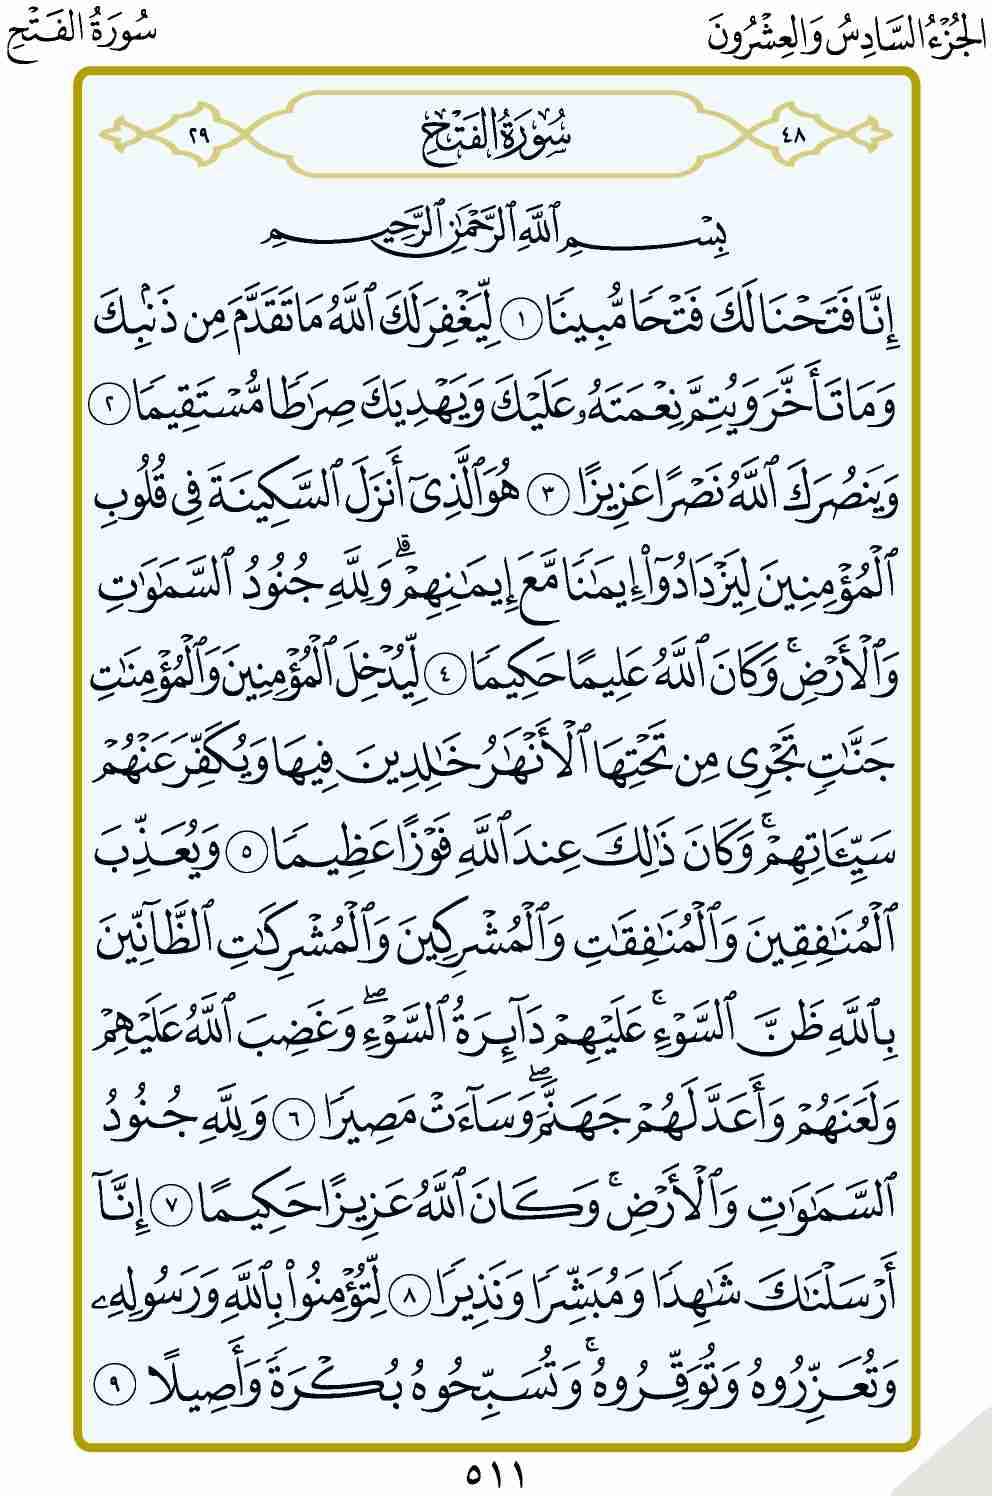 الجُزْءُ السَّادِسُ وَالعِشْرُونَ
سُورَةُ الفَتْحِ
٤٨
سُورَةُ الفَتْحِ
٢٩
بِسْمِ ٱللَّهِ ٱلرَّحْمَٰنِ ٱلرَّحِيمِ
إِنَّا فَتَحْنَا لَكَ فَتْحًا مُّبِينًا ١ لِّيَغْفِرَ لَكَ ٱللَّهُ مَا تَقَدَّمَ مِن ذَنۢبِكَ
وَمَا تَأَخَّرَ وَيُتِمَّ نِعْمَتَهُۥ عَلَيْكَ وَيَهْدِيَكَ صِرَٰطًا مُّسْتَقِيمًا ٢
وَيَنصُرَكَ ٱللَّهُ نَصْرًا عَزِيزًا ٣ هُوَ ٱلَّذِىٓ أَنزَلَ ٱلسَّكِينَةَ فِى قُلُوبِ
ٱلْمُؤْمِنِينَ لِيَزْدَادُوٓا۟ إِيمَٰنًا مَّعَ إِيمَٰنِهِمْ ۗ وَلِلَّهِ جُنُودُ ٱلسَّمَٰوَٰتِ
وَٱلْأَرْضِ ۚ وَكَانَ ٱللَّهُ عَلِيمًا حَكِيمًا ٤ لِّيُدْخِلَ ٱلْمُؤْمِنِينَ وَٱلْمُؤْمِنَٰتِ
جَنَّٰتٍ تَجْرِى مِن تَحْتِهَا ٱلْأَنْهَٰرُ خَٰلِدِينَ فِيهَا وَيُكَفِّرَ عَنْهُمْ
سَيِّـَٔاتِهِمْ ۚ وَكَانَ ذَٰلِكَ عِندَ ٱللَّهِ فَوْزًا عَظِيمًا ٥ وَيُعَذِّبَ
ٱلْمُنَٰفِقِينَ وَٱلْمُنَٰفِقَٰتِ وَٱلْمُشْرِكِينَ وَٱلْمُشْرِكَٰتِ ٱلظَّآنِّينَ
بِٱللَّهِ ظَنَّ ٱلسَّوْءِ ۚ عَلَيْهِمْ دَآئِرَةُ ٱلسَّوْءِ ۖ وَغَضِبَ ٱللَّهُ عَلَيْهِمْ
وَلَعَنَهُمْ وَأَعَدَّ لَهُمْ جَهَنَّمَ ۖ وَسَآءَتْ مَصِيرًا ٦ وَلِلَّهِ جُنُودُ
ٱلسَّمَٰوَٰتِ وَٱلْأَرْضِ ۚ وَكَانَ ٱللَّهُ عَزِيزًا حَكِيمًا ٧ إِنَّآ
أَرْسَلْنَٰكَ شَٰهِدًا وَمُبَشِّرًا وَنَذِيرًا ٨ لِّتُؤْمِنُوا۟ بِٱللَّهِ وَرَسُولِهِۦ
وَتُعَزِّرُوهُ وَتُوَقِّرُوهُ ۚ وَتُسَبِّحُوهُ بُكْرَةً وَأَصِيلًا ٩
٥١١